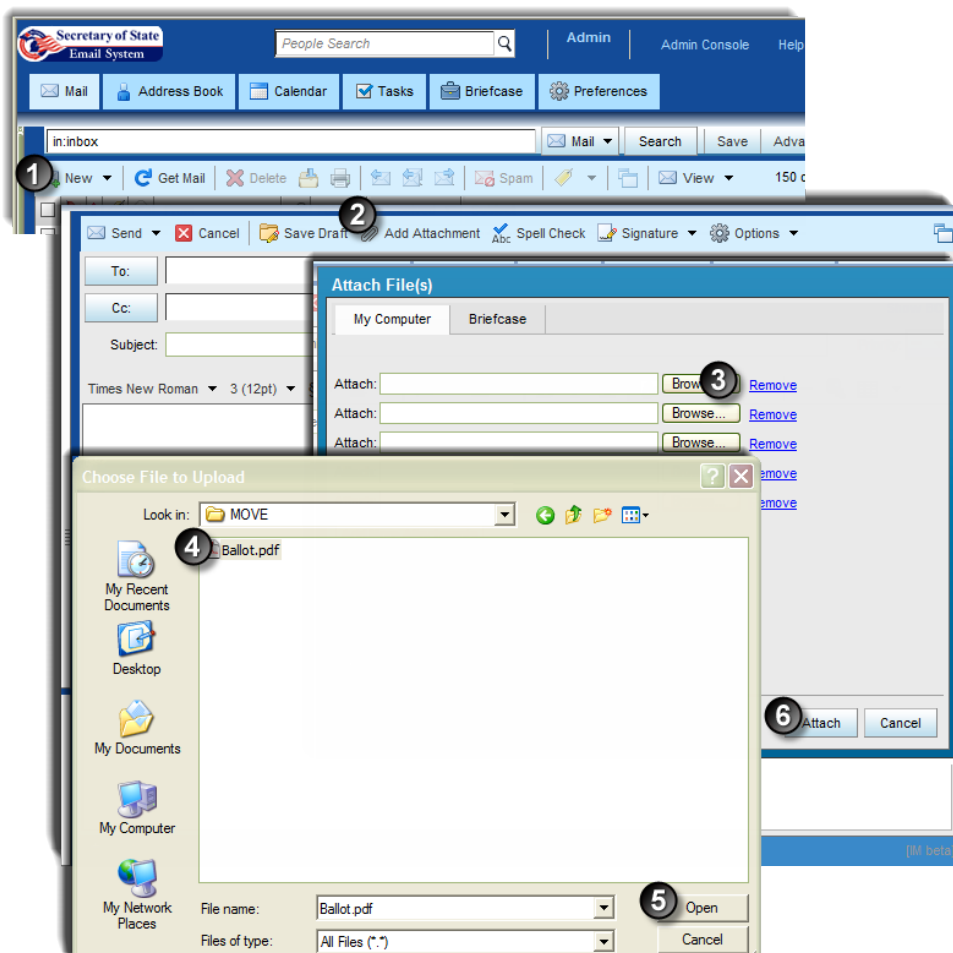 Secretary of State
Email System
People Search
Admin
Admin Console
Help
Mail
Address Book
Calendar
Tasks
Briefcase
Preferences
in:inbox
Mail
Search
Save
1
New
Get Mail
Delete
Spam
View
150
2
Send
Cancel
Save Draft
Add Attachment
Abc
Spell Check
Signature
Options
To:
Cc:
Subject:
Times New Roman
3 (12pt)
Attach File(s)
My Computer
Briefcase
Attach:
3
Remove
Attach:
Browse...
Remove
Attach:
Browse...
Remove
Choose File to Upload
?
Look in:
MOVE
4
Ballot.pdf
My Recent
Documents
Desktop
My Documents
My Computer
My Network
Places
6
Attach
Cancel
[IM beta
File name:
Ballot.pdf
5
Open
Files of type:
All Files (*.*)
Cancel